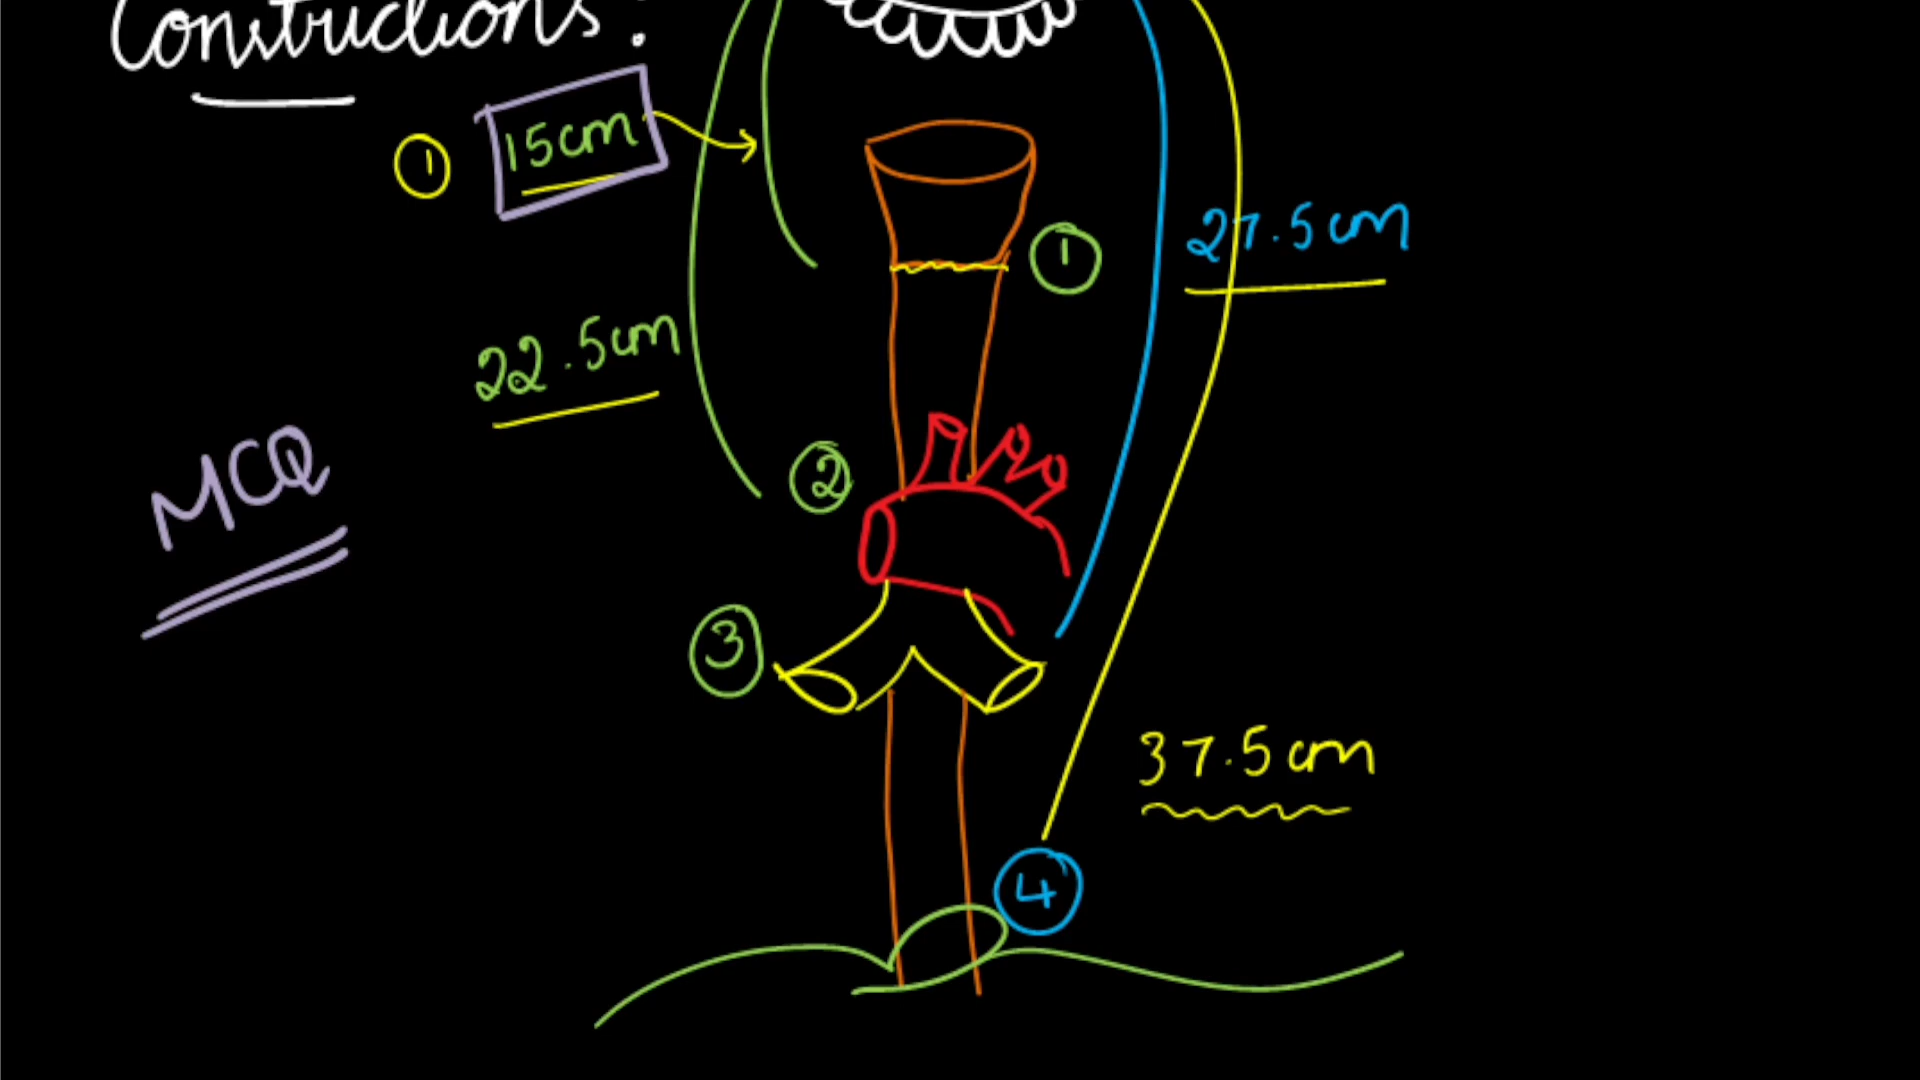 Constrictions :
① 15cm
①
27.5cm
22.5cm
②
MCQ
③
37.5cm
④